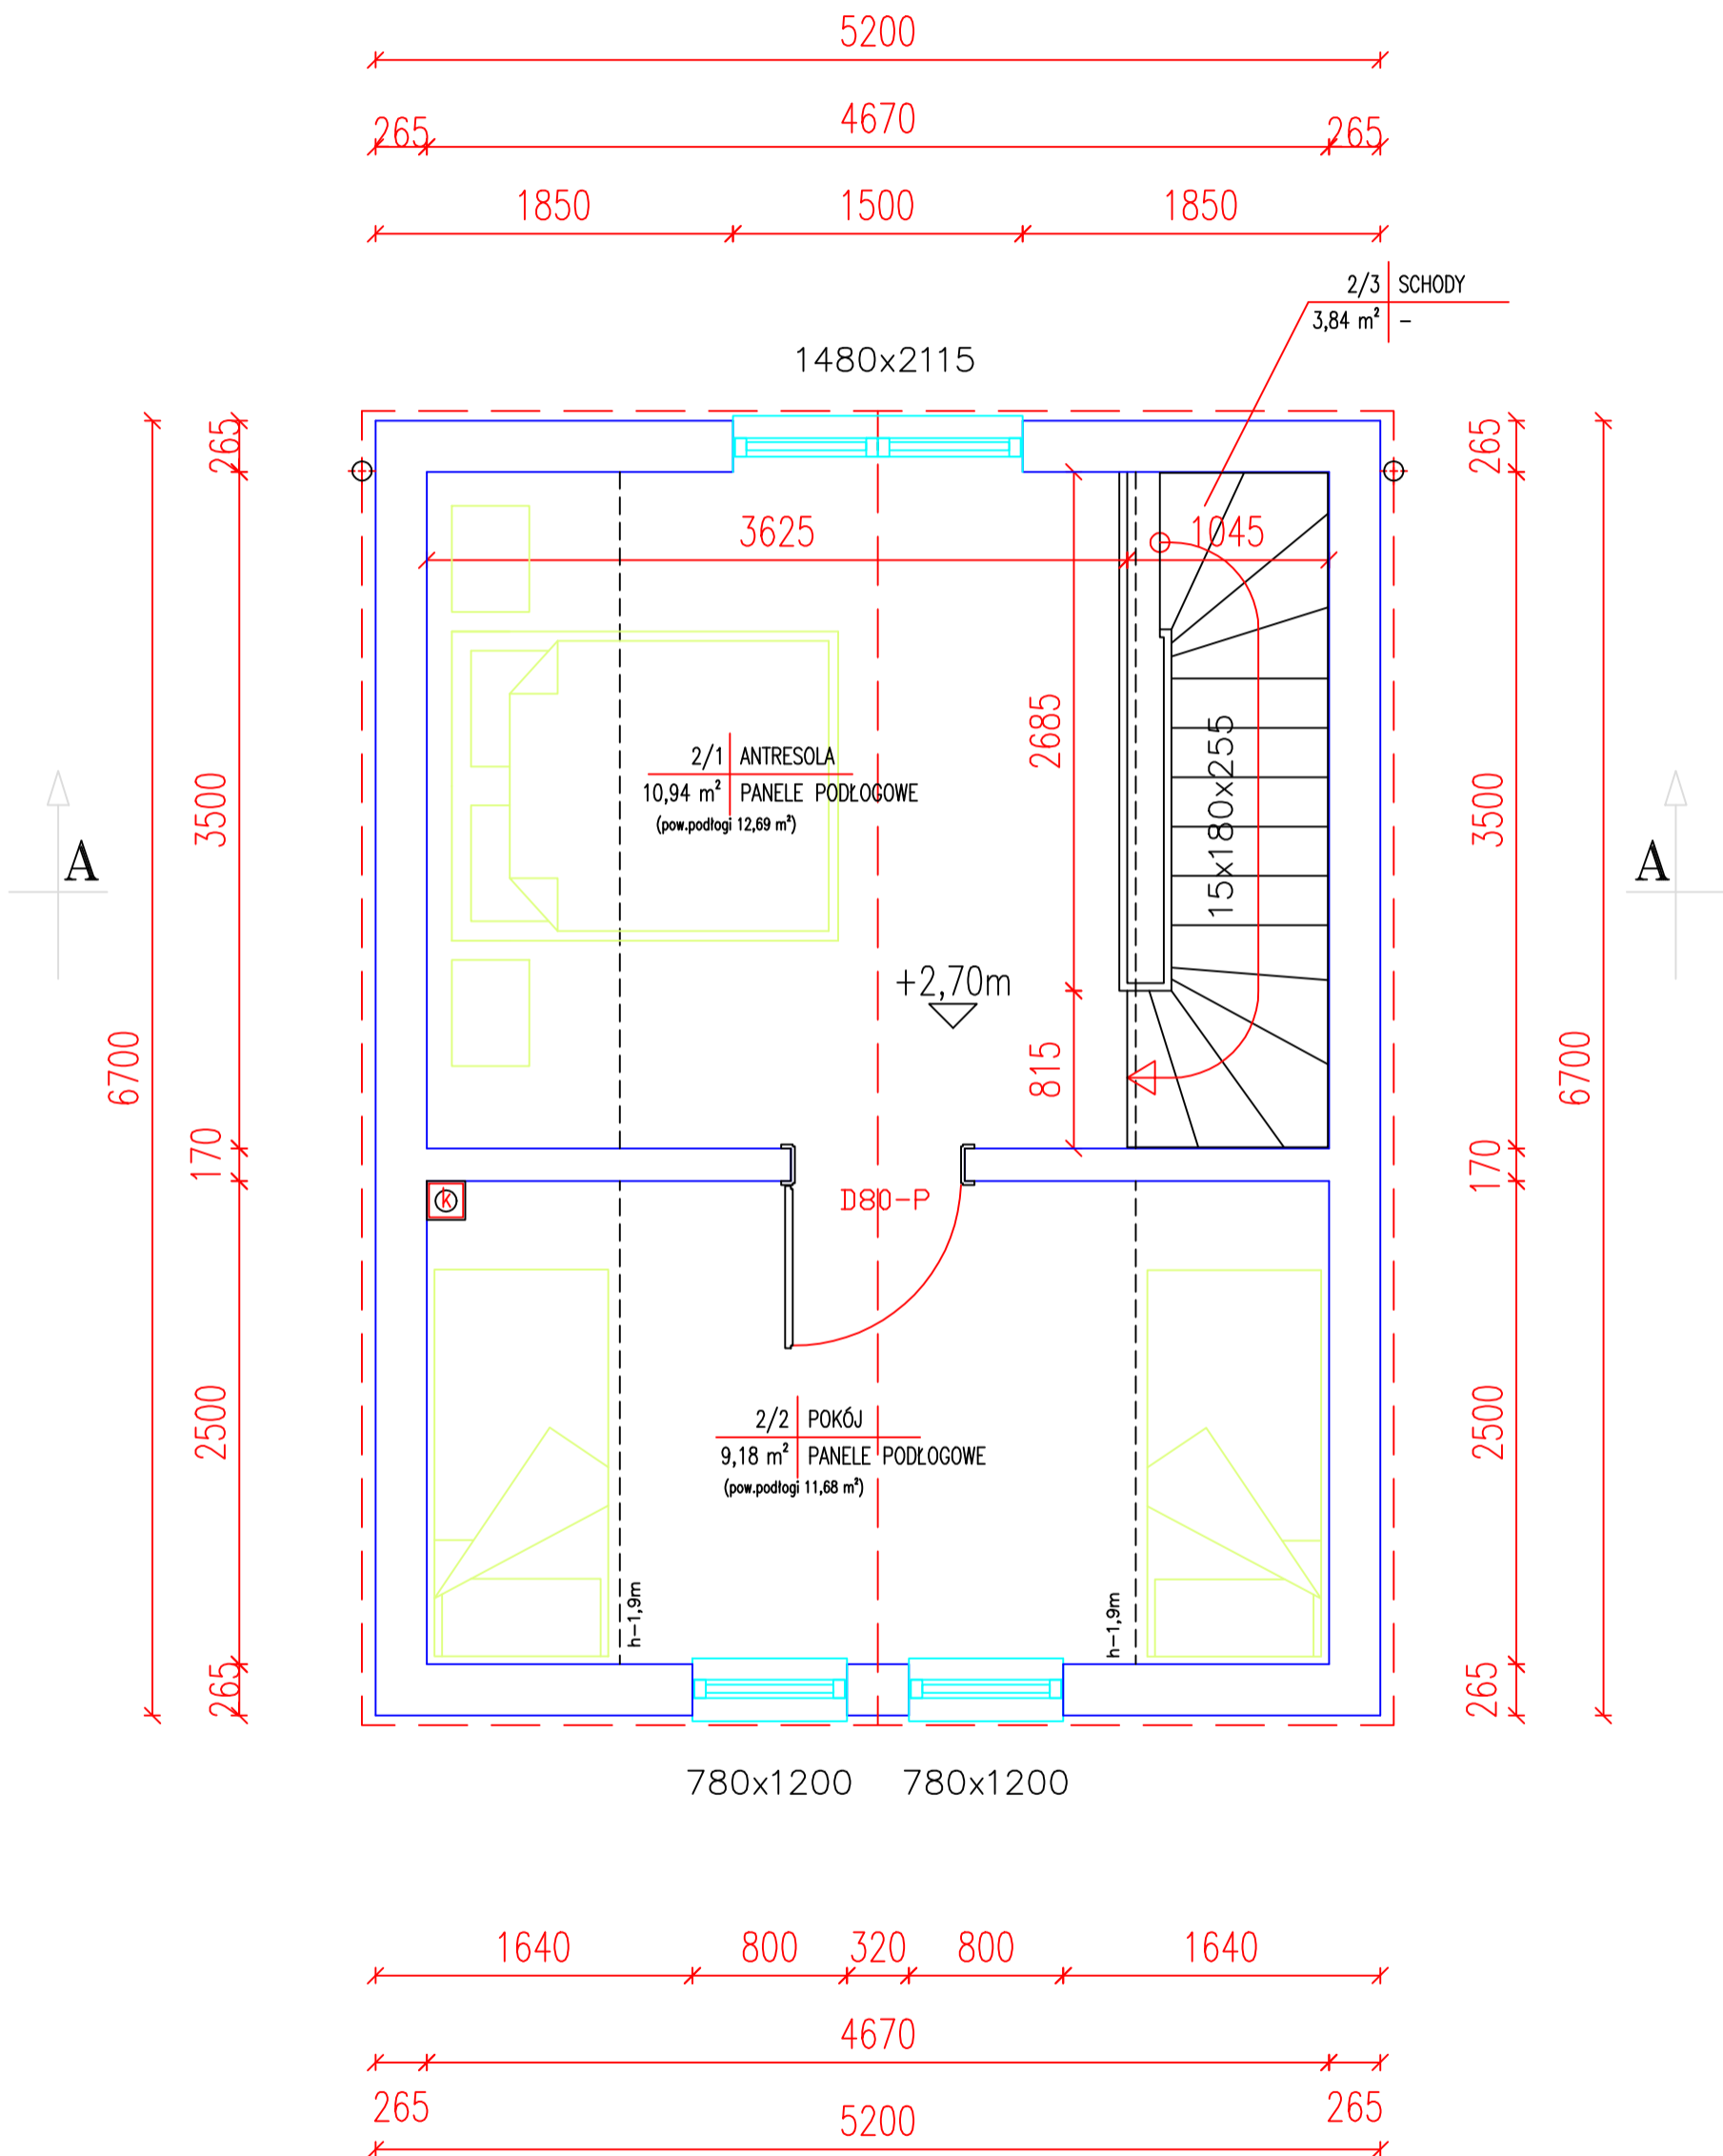 5200
265 4670 265
1850 1500 1850
2/3 SCHODY
3,84 m² -
1480x2115
265 265
3625 1045
2685
15x180x255
2/1 ANTRESOLA
10,94 m² PANELE PODŁOGOWE
(pow.podłogi 12,69 m²)
3500 3500
A A
+2,70m
6700 815 6700
170 170
K D80-P
2500 2500
2/2 POKÓJ
9,18 m² PANELE PODŁOGOWE
(pow.podłogi 11,68 m²)
h-1,9m h-1,9m
265 265
780x1200 780x1200
1640 800 320 800 1640
4670
265 5200 265